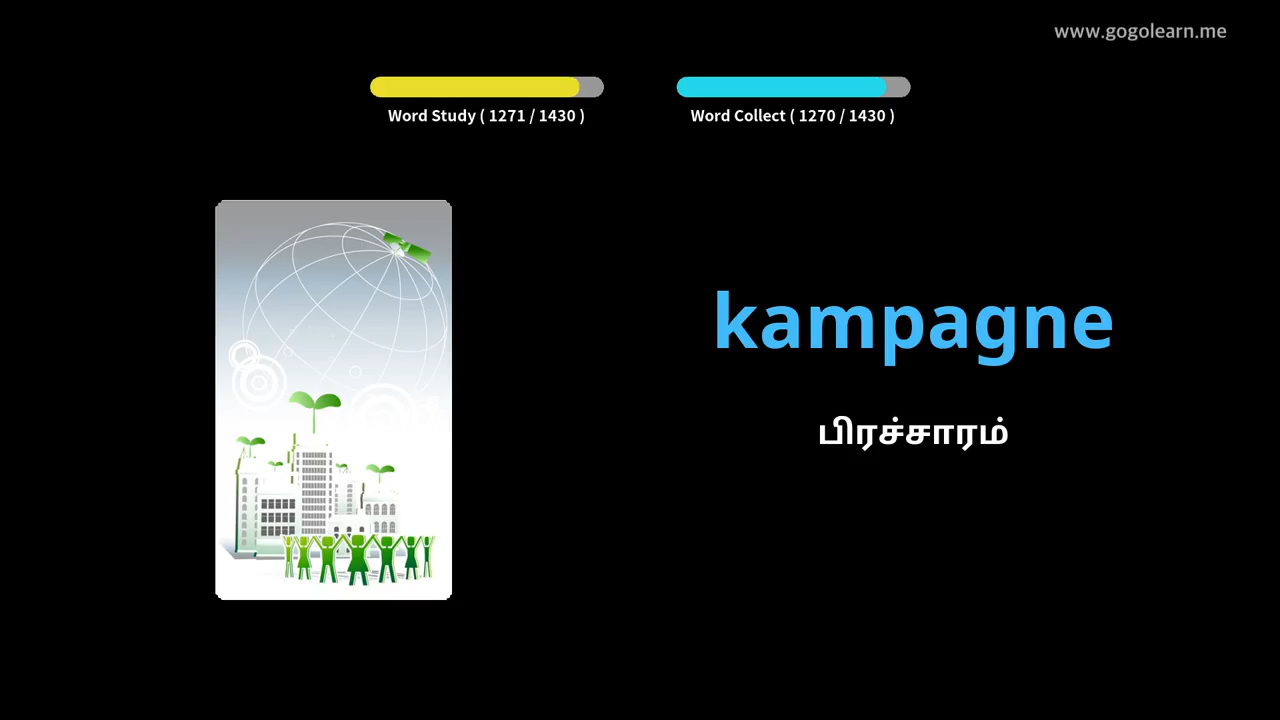 www.gogolearn.me
Word Study ( 1271 / 1430 )
Word Collect ( 1270 / 1430 )
kampagne
பிரச்சாரம்